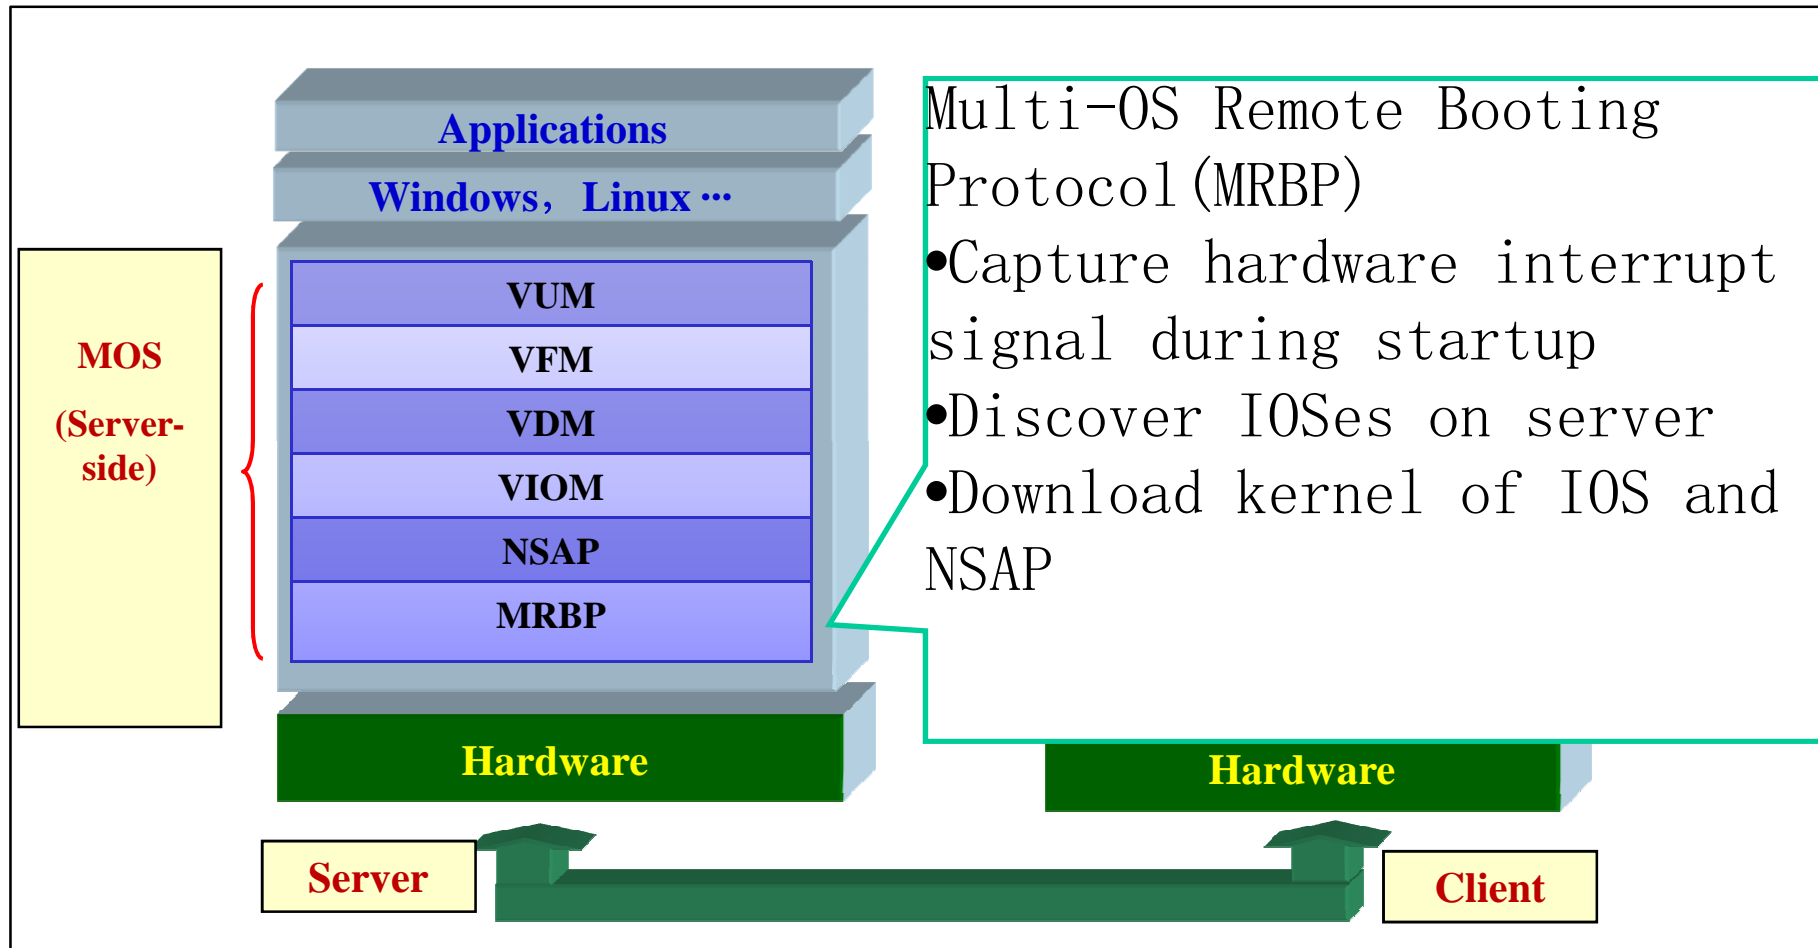 Applications
Windows， Linux ···
MOS
(Server-
side)
VUM
VFM
VDM
VIOM
NSAP
MRBP
Hardware
Server
Multi-OS Remote Booting
Protocol(MRBP)
•Capture hardware interrupt
signal during startup
•Discover IOSes on server
•Download kernel of IOS and
NSAP
Hardware
Client